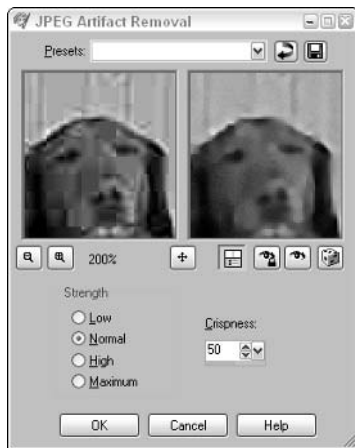 JPEG Artifact Removal
Presets:
200%
Strength
Low
Normal
High
Maximum
Crispness:
50
OK Cancel Help